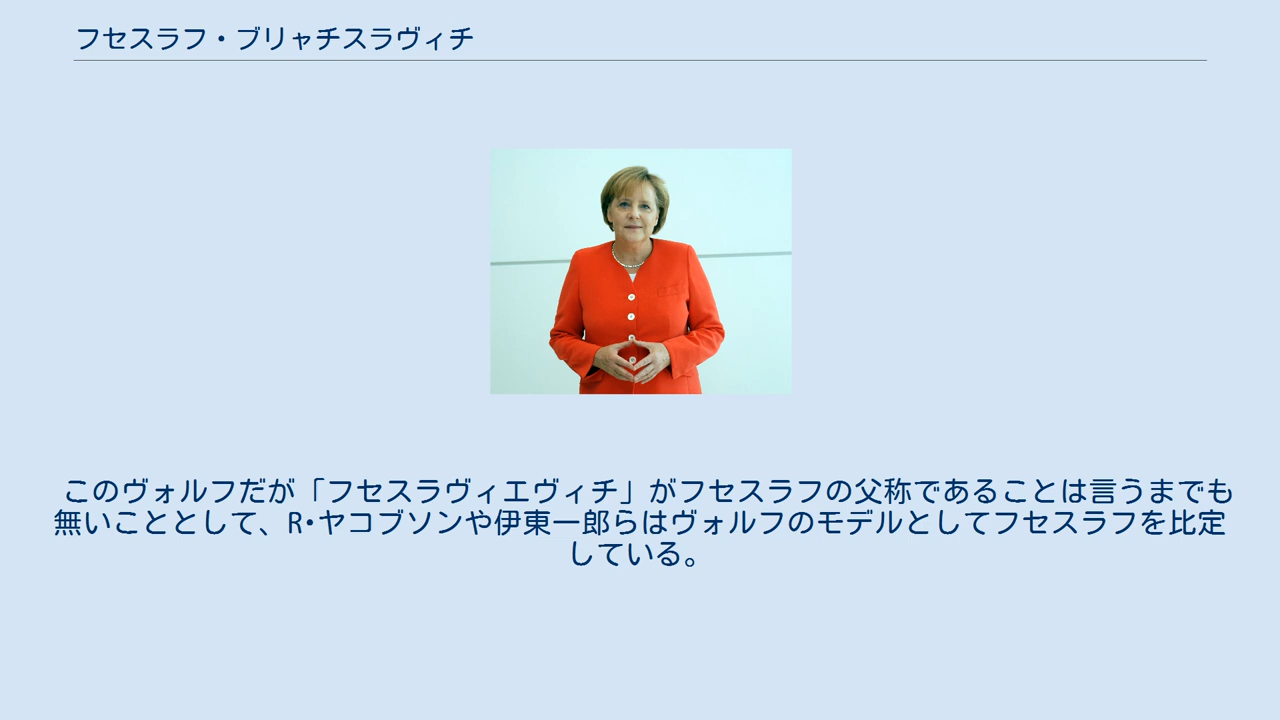 フセスラフ・ブリャチスラヴィチ
このヴォルフだが「フセスラヴィエヴィチ」がフセスラフの父称であることは言うまでも
無いこととして、R・ヤコブソンや伊東一郎らはヴォルフのモデルとしてフセスラフを比定
している。